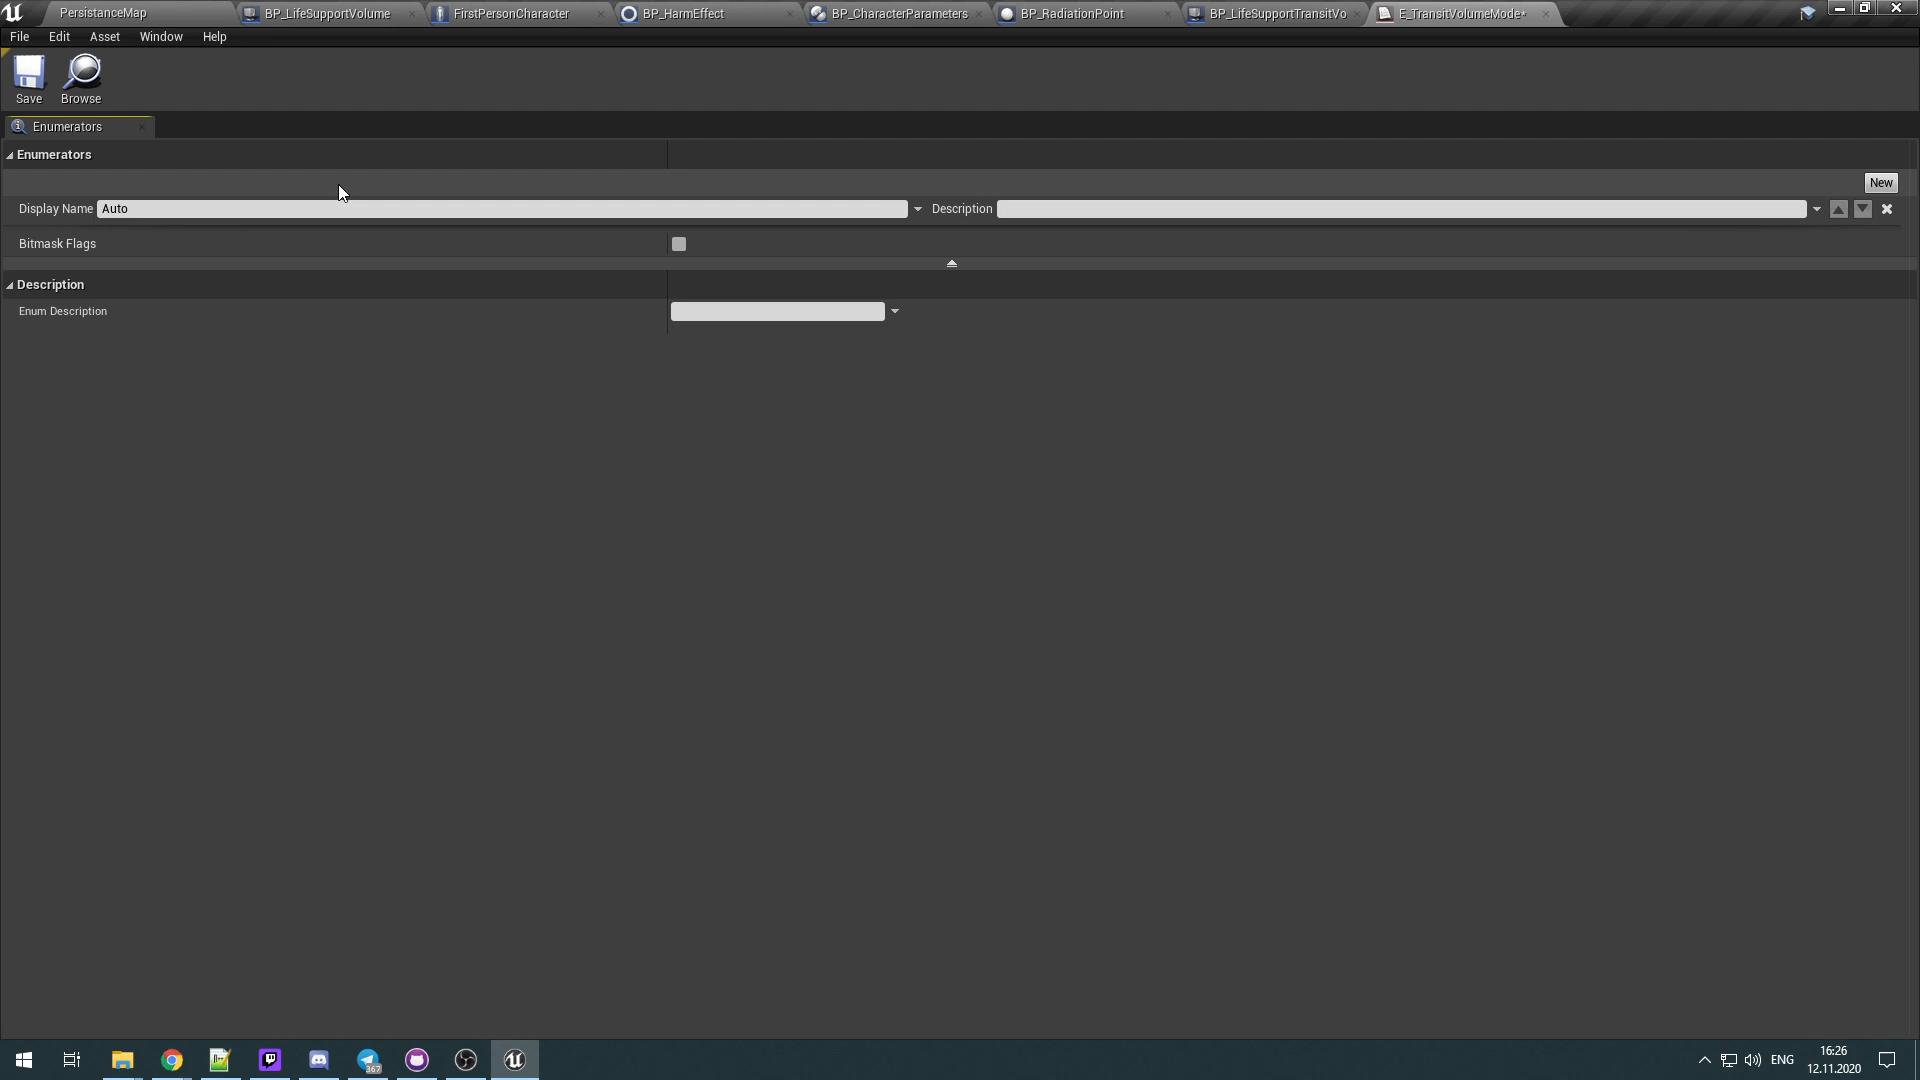 PersistanceMap
BP_LifeSupportVolume
FirstPersonCharacter
BP_HarmEffect
BP_CharacterParameters
BP_RadiationPoint
BP_LifeSupportTransitVo
E_TransitVolumeMode*
File Edit Asset Window Help
Save Browse
Enumerators
Enumerators
New
Display Name Auto Description
Bitmask Flags
Description
Enum Description
367
ENG
16:26
12.11.2020